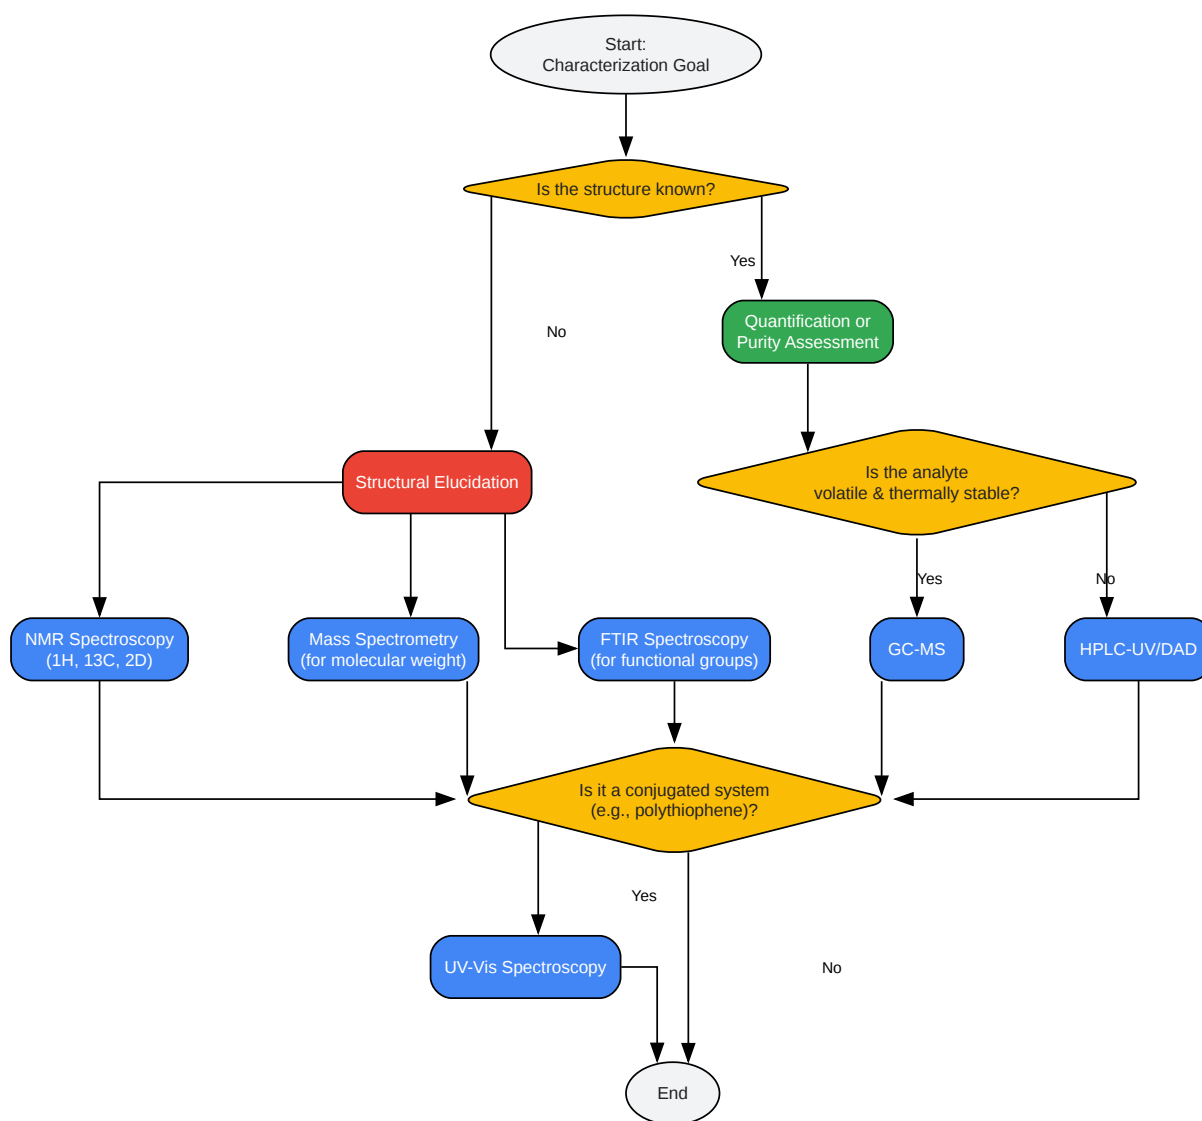 Start:
Characterization Goal
Is the structure known?
Yes
No
Quantification or
Purity Assessment
Is the analyte
volatile & thermally stable?
Structural Elucidation
Yes
No
NMR Spectroscopy
(1H, 13C, 2D)
Mass Spectrometry
(for molecular weight)
FTIR Spectroscopy
(for functional groups)
GC-MS
HPLC-UV/DAD
Is it a conjugated system
(e.g., polythiophene)?
Yes
UV-Vis Spectroscopy
No
End